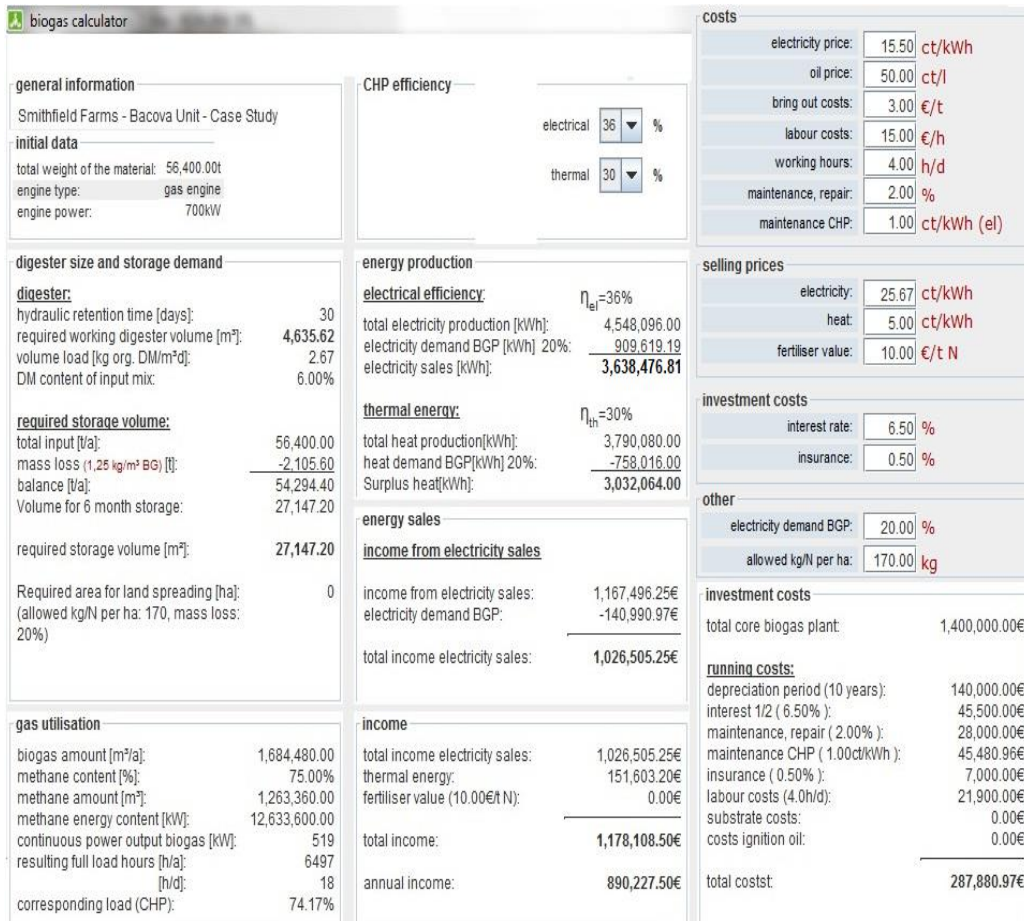 biogas calculator
general information
Smithfield Farms - Bacova Unit - Case Study
initial data
total weight of the material: 56,400.00t
engine type: gas engine
engine power: 700kW
CHP efficiency
electrical 36 %
thermal 30 %
costs
electricity price: 15.50 ct/kWh
oil price: 50.00 ct/l
bring out costs: 3.00 €/t
labour costs: 15.00 €/h
working hours: 4.00 h/d
maintenance, repair: 2.00 %
maintenance CHP: 1.00 ct/kWh (el)
digester size and storage demand
digester:
hydraulic retention time [days]: 30
required working digester volume [m³]: 4,635.62
volume load [kg org. DM/m³d]: 2.67
DM content of input mix: 6.00%
required storage volume:
total input [t/a]: 56,400.00
mass loss (1,25 kg/m³ BG) [t]: -2,105.60
balance [t/a]: 54,294.40
Volume for 6 month storage: 27,147.20
required storage volume [m²]: 27,147.20
Required area for land spreading [ha]: 0
(allowed kg/N per ha: 170, mass loss:
20%)
energy production
electrical efficiency: ηel=36%
total electricity production [kWh]: 4,548,096.00
electricity demand BGP [kWh] 20%: 909,619.19
electricity sales [kWh]: 3,638,476.81
thermal energy: ηth=30%
total heat production[kWh]: 3,790,080.00
heat demand BGP[kWh] 20%: -758,016.00
Surplus heat[kWh]: 3,032,064.00
energy sales
income from electricity sales
income from electricity sales: 1,167,496.25€
electricity demand BGP: -140,990.97€
total income electricity sales: 1,026,505.25€
selling prices
electricity: 25.67 ct/kWh
heat: 5.00 ct/kWh
fertiliser value: 10.00 €/t N
investment costs
interest rate: 6.50 %
insurance: 0.50 %
other
electricity demand BGP: 20.00 %
allowed kg/N per ha: 170.00 kg
gas utilisation
biogas amount [m³/a]: 1,684,480.00
methane content [%]: 75.00%
methane amount [m³]: 1,263,360.00
methane energy content [kW]: 12,633,600.00
continuous power output biogas [kW]: 519
resulting full load hours [h/a]: 6497
[h/d]: 18
corresponding load (CHP): 74.17%
income
total income electricity sales: 1,026,505.25€
thermal energy: 151,603.20€
fertiliser value (10.00€/t N): 0.00€
total income: 1,178,108.50€
annual income: 890,227.50€
investment costs
total core biogas plant: 1,400,000.00€
running costs:
depreciation period (10 years): 140,000.00€
interest 1/2 ( 6.50% ): 45,500.00€
maintenance, repair ( 2.00% ): 28,000.00€
maintenance CHP ( 1.00ct/kWh ): 45,480.96€
insurance ( 0.50% ): 7,000.00€
labour costs (4.0h/d): 21,900.00€
substrate costs: 0.00€
costs ignition oil: 0.00€
total costst: 287,880.97€